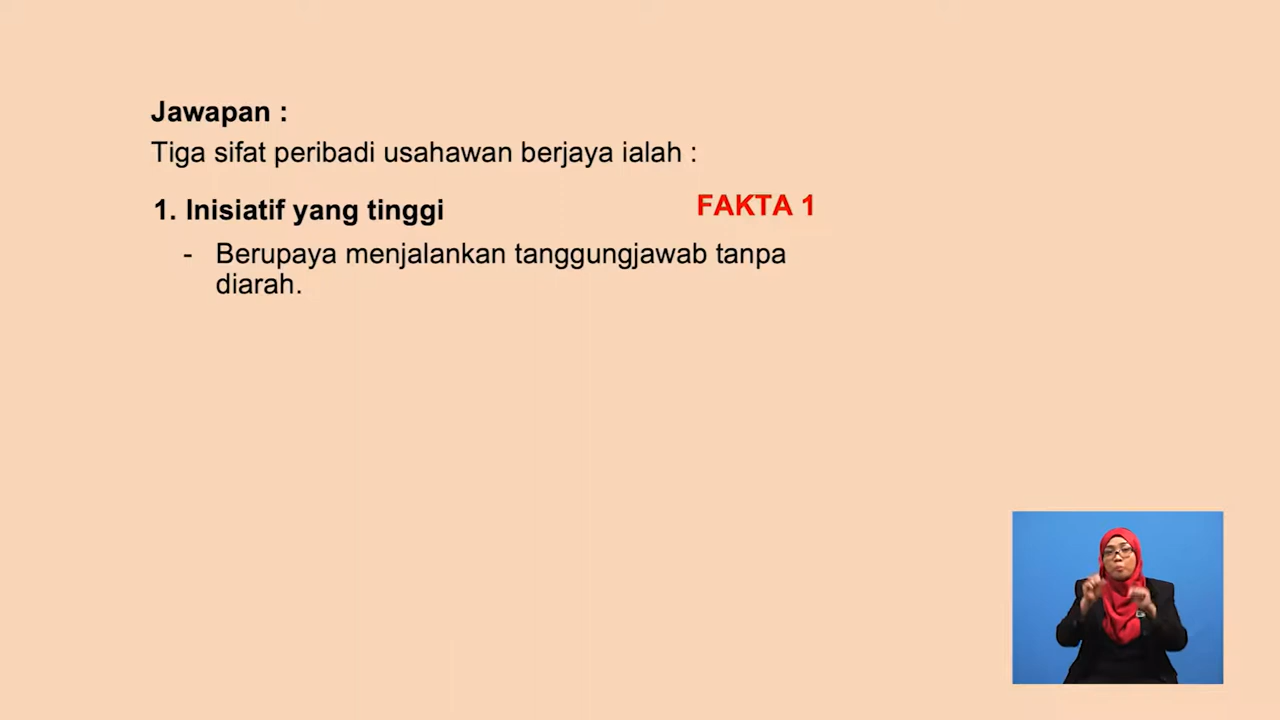 Jawapan :
Tiga sifat peribadi usahawan berjaya ialah :
1. Inisiatif yang tinggi
FAKTA 1
- Berupaya menjalankan tanggungjawab tanpa
diarah.